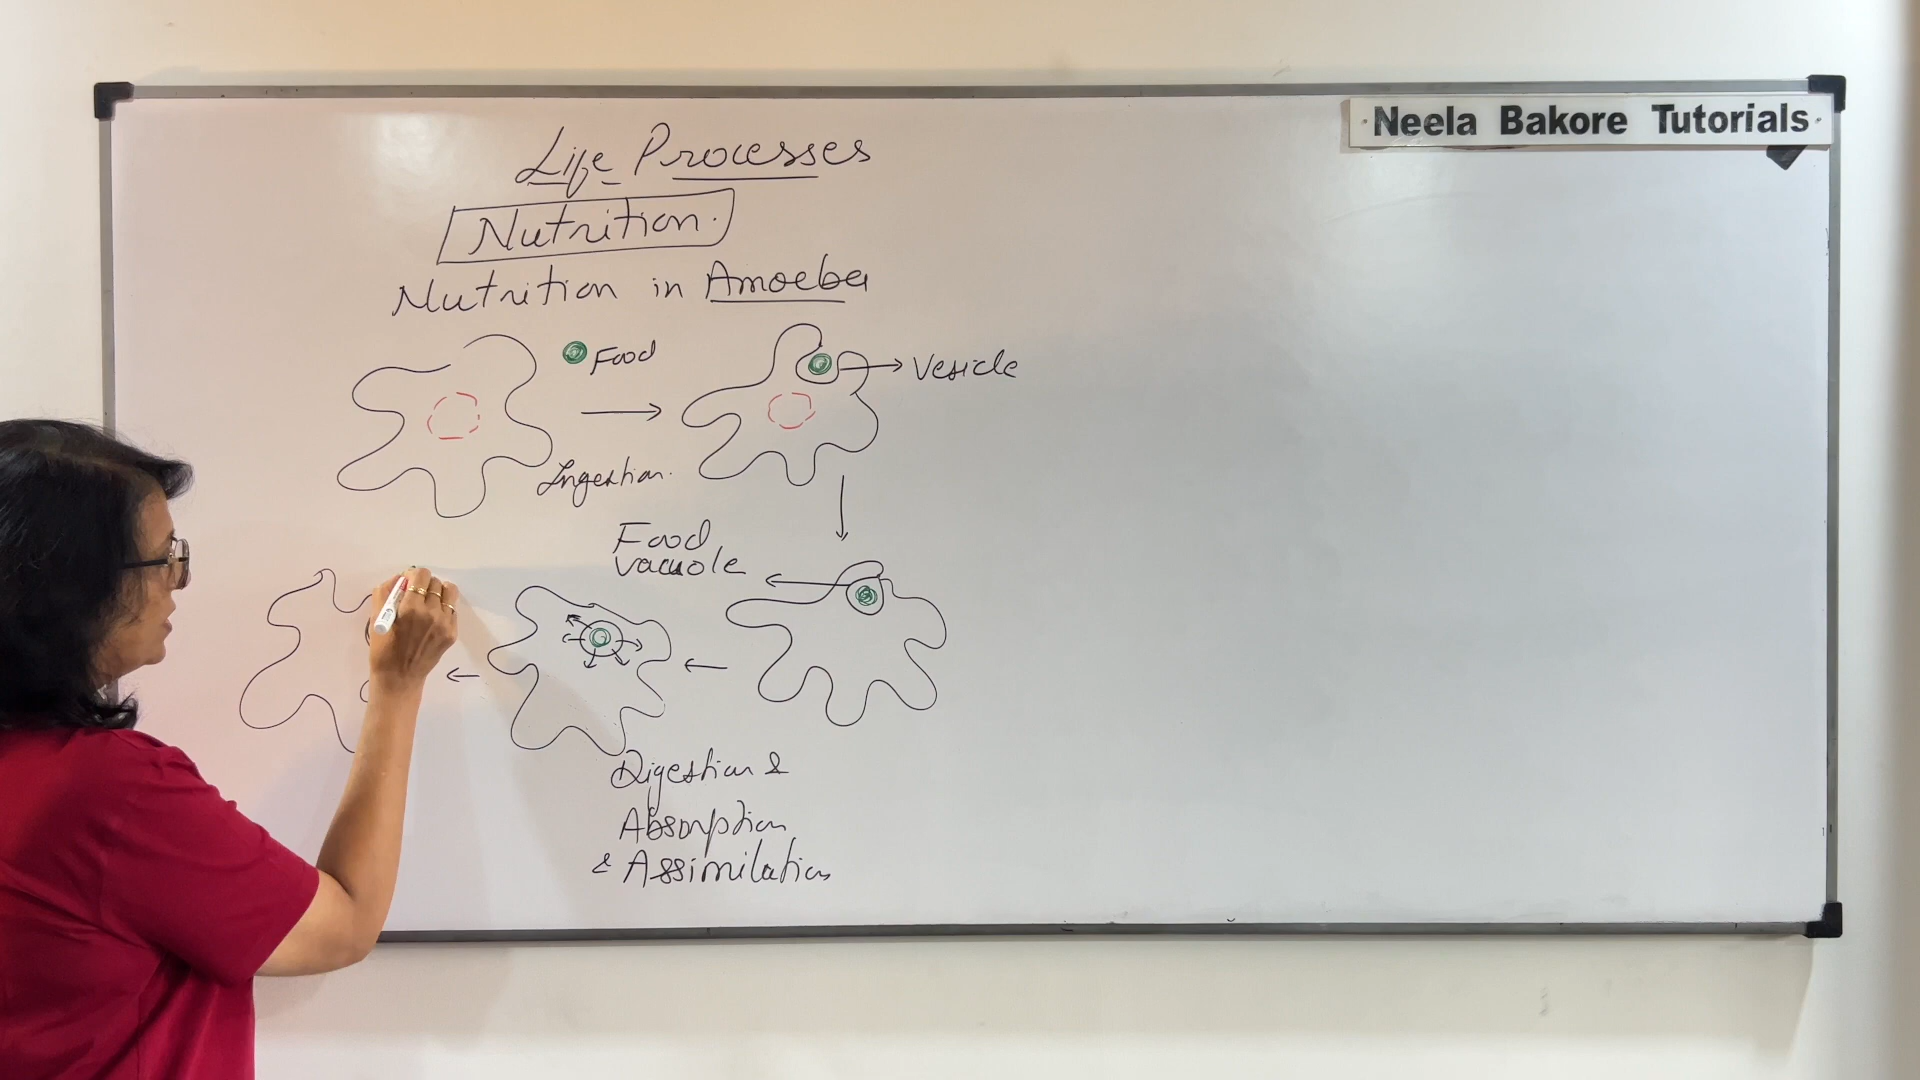 Neela Bakore Tutorials
Life Processes
Nutrition.
Nutrition in Amoeba
Food
Vesicle
Ingestion.
Food
Vacuole
Digestion &
Absorption
& Assimilation